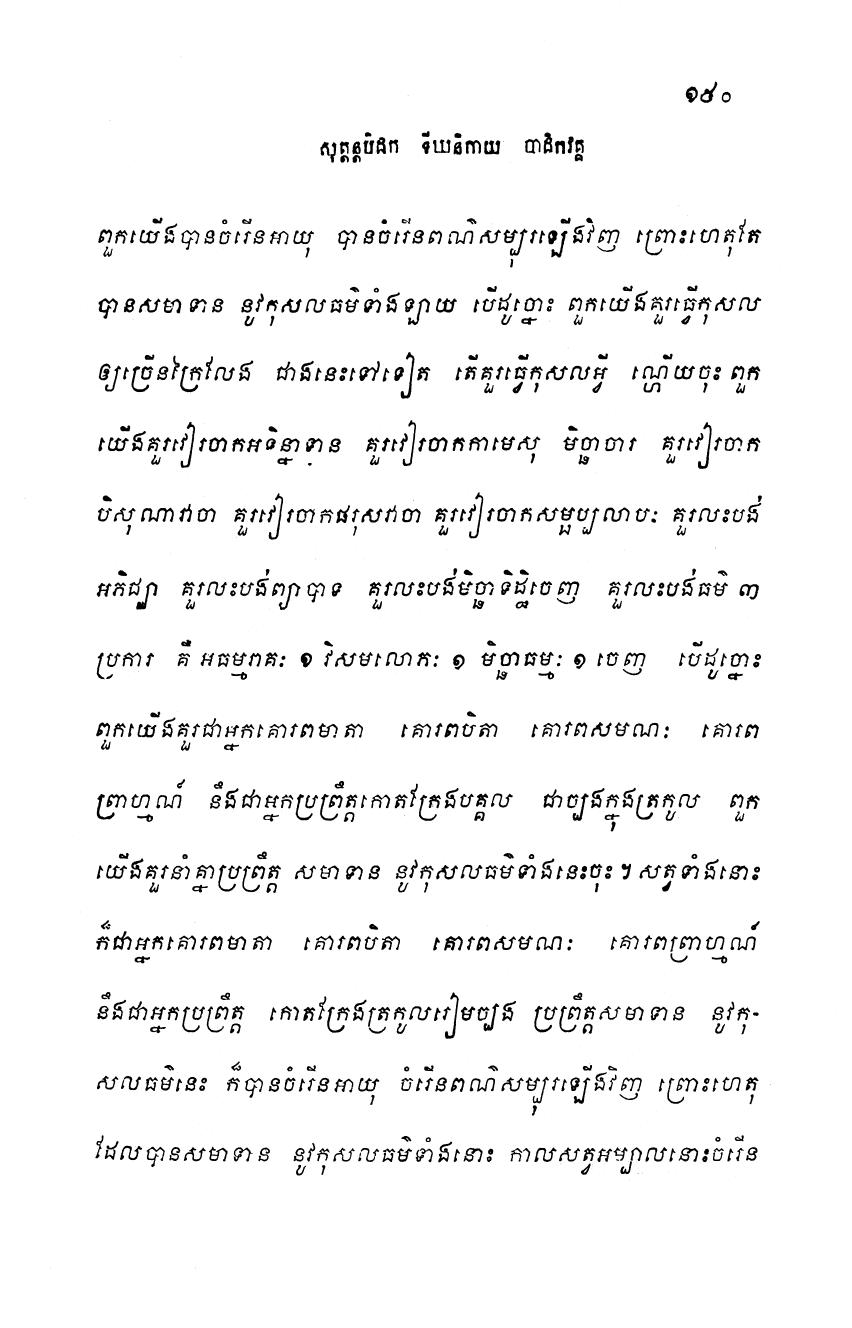 ១៥០
សុត្តន្តបិដក ទីឃនិកាយ បាដិកវគ្គ
ពួកយើងបានចំរើនអាយុ បានចំរើនពណ៌សម្បុរឡើងវិញ ព្រោះហេតុតែ
បានសមាទាន នូវកុសលធម៌ទាំងឡាយ បើដូច្នោះ ពួកយើងគួរធ្វើកុសល
ឲ្យច្រើនក្រៃលែង ជាងនេះទៅទៀត តើគួរធ្វើកុសលអ្វី ណ្ហើយចុះ ពួក
យើងគួរវៀរចាកអទិន្នាទាន គួរវៀរចាកកាមេសុ មិច្ឆាចារ គួរវៀរចាក
បិសុណាវាចា គួរវៀរចាកផរុសវាចា គួរវៀរចាកសម្ផប្បលាបៈ គួរលះបង់
អភិជ្ឈា គួរលះបង់ព្យាបាទ គួរលះបង់មិច្ឆាទិដ្ឋិចេញ គួរលះបង់ធម៌ ៣
ប្រការ គឺ អធម្មរាគៈ ១ វិសមលោភៈ ១ មិច្ឆាធម្មៈ ១ ចេញ បើដូច្នោះ
ពួកយើងគួរជាអ្នកគោរពមាតា គោរពបិតា គោរពសមណៈ គោរព
ព្រាហ្មណ៍ នឹងជាអ្នកប្រព្រឹត្តកោតក្រែងបគ្គល ជាច្បងក្នុងត្រកូល ពួក
យើងគួរនាំគ្នាប្រព្រឹត្ត សមាទាន នូវកុសលធម៌ទាំងនេះចុះ ។ សត្វទាំងនោះ
ក៏ជាអ្នកគោរពមាតា គោរពបិតា គោរពសមណៈ គោរពព្រាហ្មណ៍
នឹងជាអ្នកប្រព្រឹត្ត កោតក្រែងត្រកូលរៀមច្បង ប្រព្រឹត្តសមាទាន នូវកុ-
សលធម៌នេះ ក៏បានចំរើនអាយុ ចំរើនពណ៌សម្បុរឡើងវិញ ព្រោះហេតុ
ដែលបានសមាទាន នូវកុសលធម៌ទាំងនោះ កាលសត្វអម្បាលនោះចំរើន